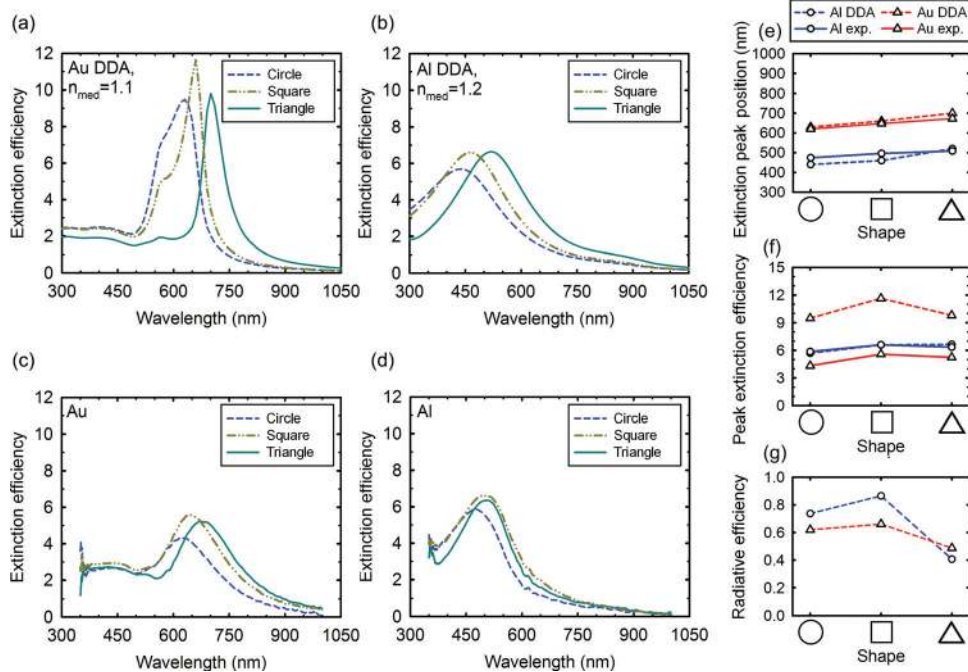 (a)
12
10
8
6
4
2
0
Extinction efficiency
Au DDA,
n_med=1.1
Circle
Square
Triangle
300 450 600 750 900 1050
Wavelength (nm)
(b)
12
10
8
6
4
2
0
Extinction efficiency
Al DDA,
n_med=1.2
Circle
Square
Triangle
300 450 600 750 900 1050
Wavelength (nm)
(c)
12
10
8
6
4
2
0
Extinction efficiency
Au
Circle
Square
Triangle
300 450 600 750 900 1050
Wavelength (nm)
(d)
12
10
8
6
4
2
0
Extinction efficiency
Al
Circle
Square
Triangle
300 450 600 750 900 1050
Wavelength (nm)
Al DDA Au DDA
Al exp. Au exp.
(e)
1000
900
800
700
600
500
400
300
Extinction peak position (nm)
Shape
(f)
15
12
9
6
3
0
Peak extinction efficiency
Shape
(g)
1.0
0.8
0.6
0.4
0.2
0.0
Radiative efficiency
Shape